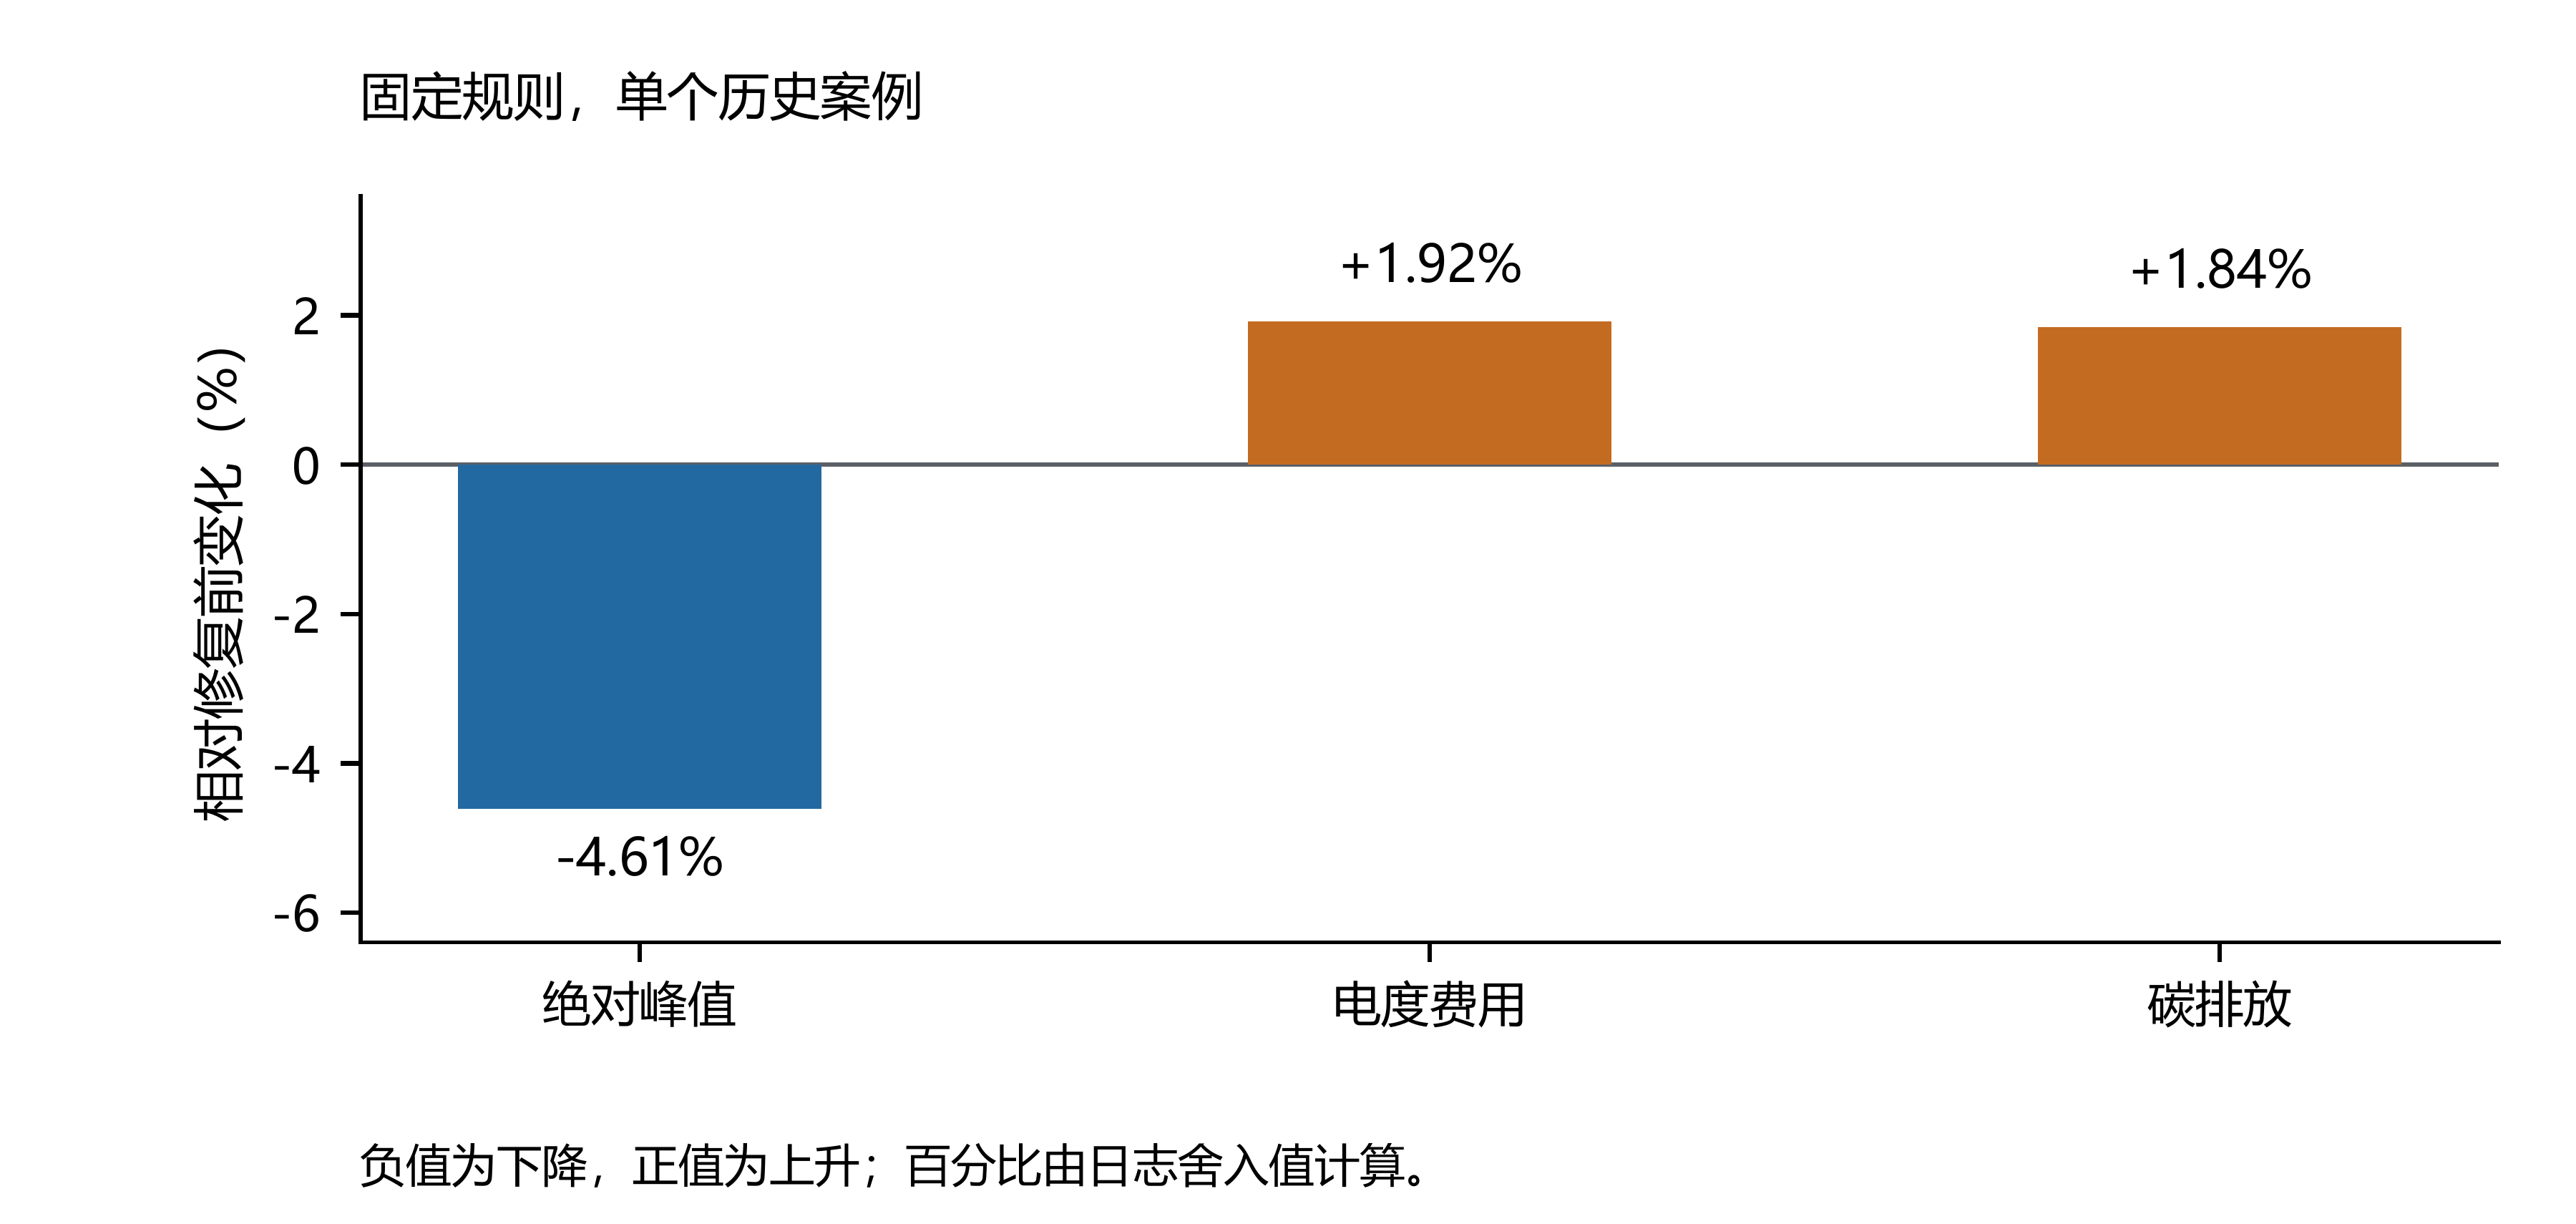 固定规则，单个历史案例
相对修复前变化（%）
2
0
-2
-4
-6
+1.92%
+1.84%
-4.61%
绝对峰值
电度费用
碳排放
负值为下降，正值为上升；百分比由日志舍入值计算。